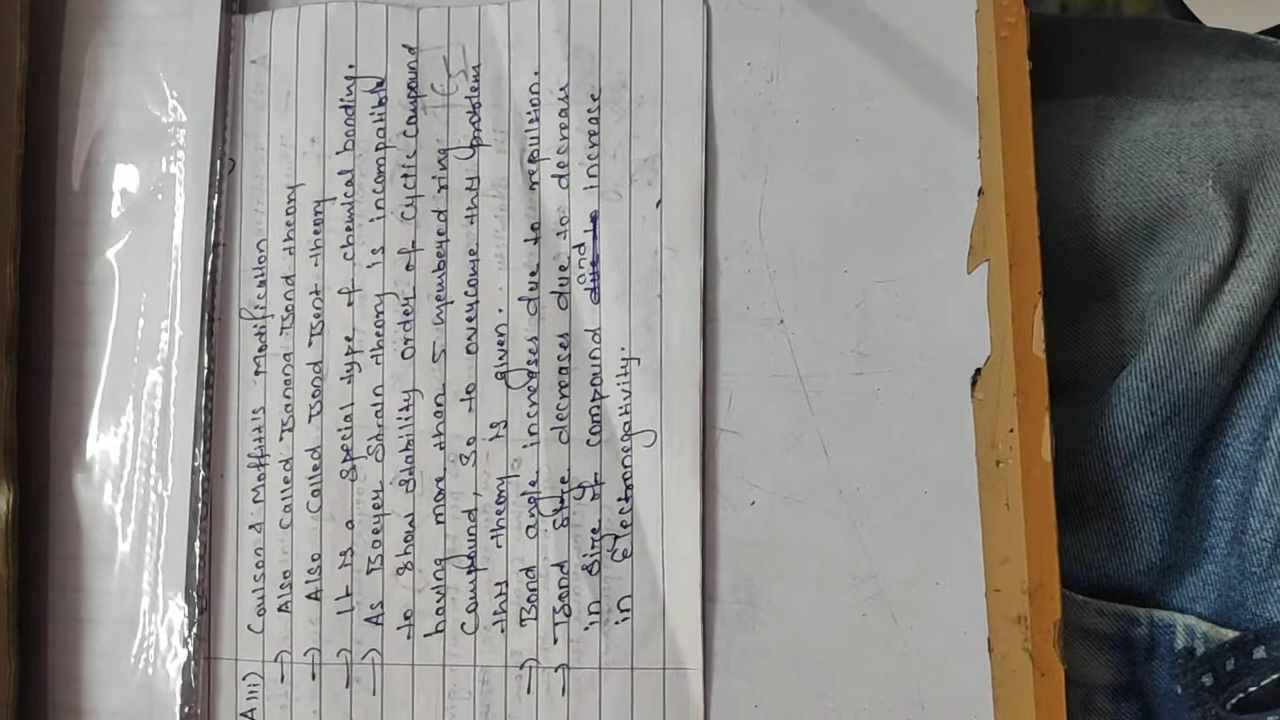 A iii) Coulson & Moffitt's Modification
→ Also called Banana Bond theory
→ Also called Bond Bent theory
→ It is a special type of chemical bonding.
→ As Baeyer Strain theory is incompatible
to show stability order of cyclic compound
having more than 5 membered ring
Compound, so to overcome this problem
this theory is given.
→ Bond angle increases due to repulsion.
→ Bond decreases due to decrease
in size of compound due to and increase
in Electronegativity.